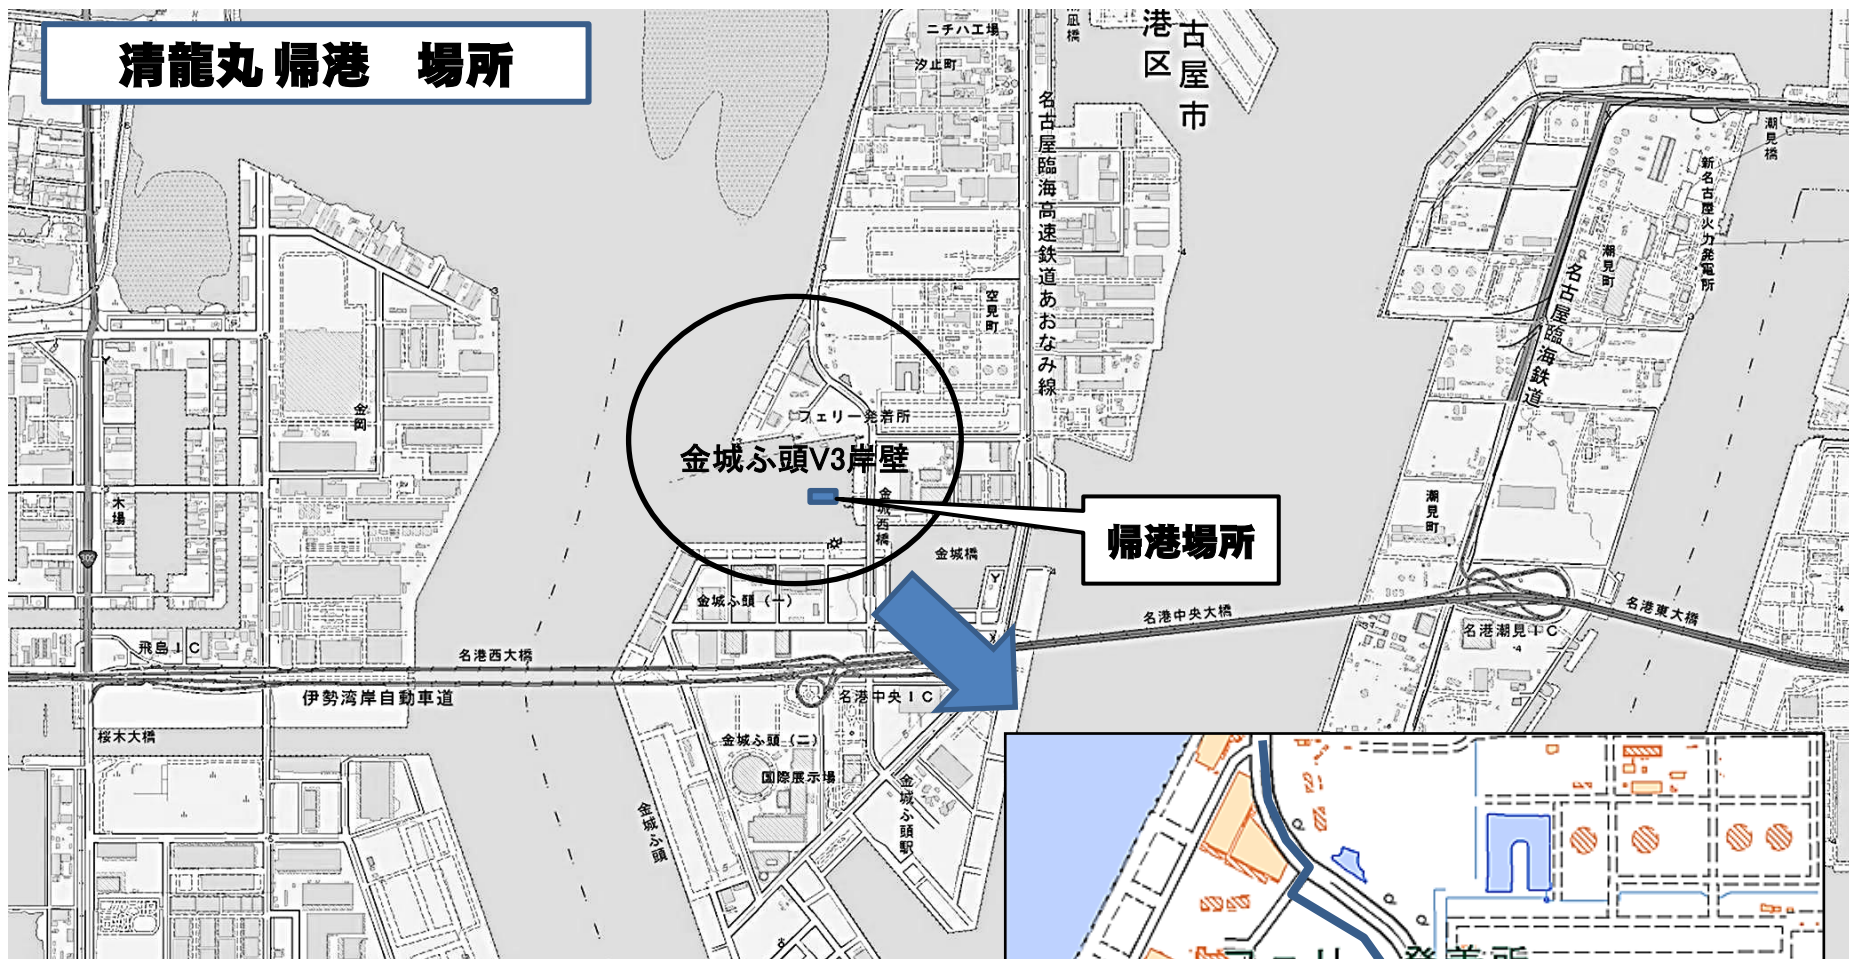 清龍丸 帰港　場所
ニチハ工場
汐止町
港区
古屋市
名古屋臨海高速鉄道あおなみ線
潮見橋
新名古屋火力発電所
潮見町
名古屋臨海鉄道
空見町
金岡
フェリー発着所
金城ふ頭V3岸壁
木場
金城西橋
潮見町
帰港場所
302
金城橋
金城ふ頭(一)
名港中央大橋
名港東大橋
名港潮見IC
飛島IC
名港西大橋
伊勢湾岸自動車道
名港中央IC
桜木大橋
金城ふ頭(二)
国際展示場
金城ふ頭駅
金城ふ頭